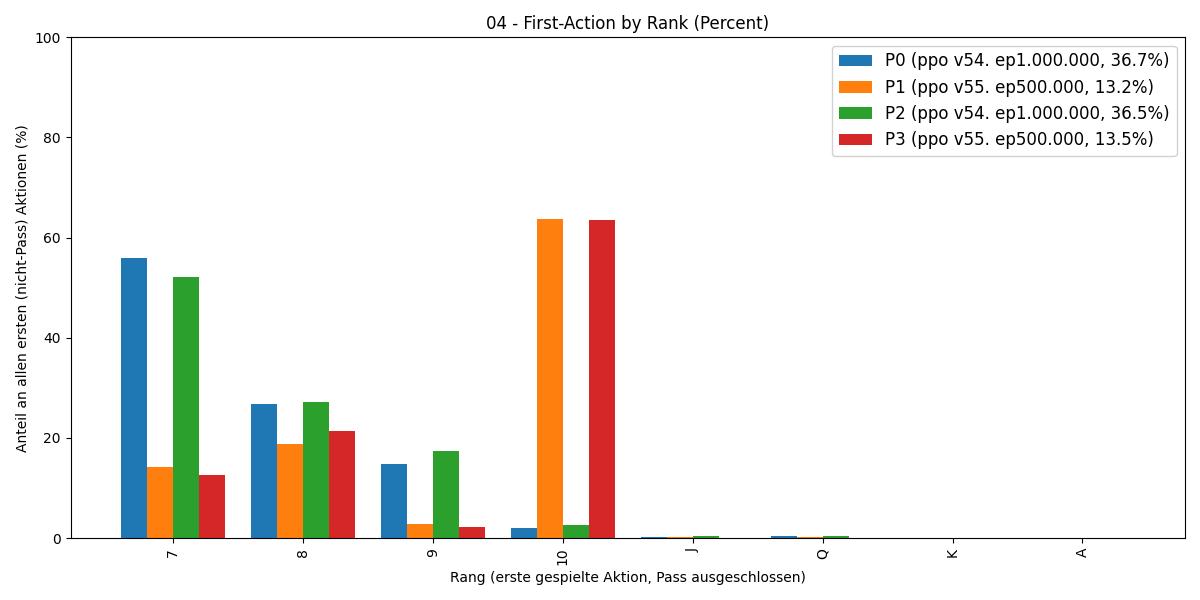 04 - First-Action by Rank (Percent)
Anteil an allen ersten (nicht-Pass) Aktionen (%)
100
80
60
40
20
0
P0 (ppo v54. ep1.000.000, 36.7%)
P1 (ppo v55. ep500.000, 13.2%)
P2 (ppo v54. ep1.000.000, 36.5%)
P3 (ppo v55. ep500.000, 13.5%)
7 8 9 10 J Q K A
Rang (erste gespielte Aktion, Pass ausgeschlossen)